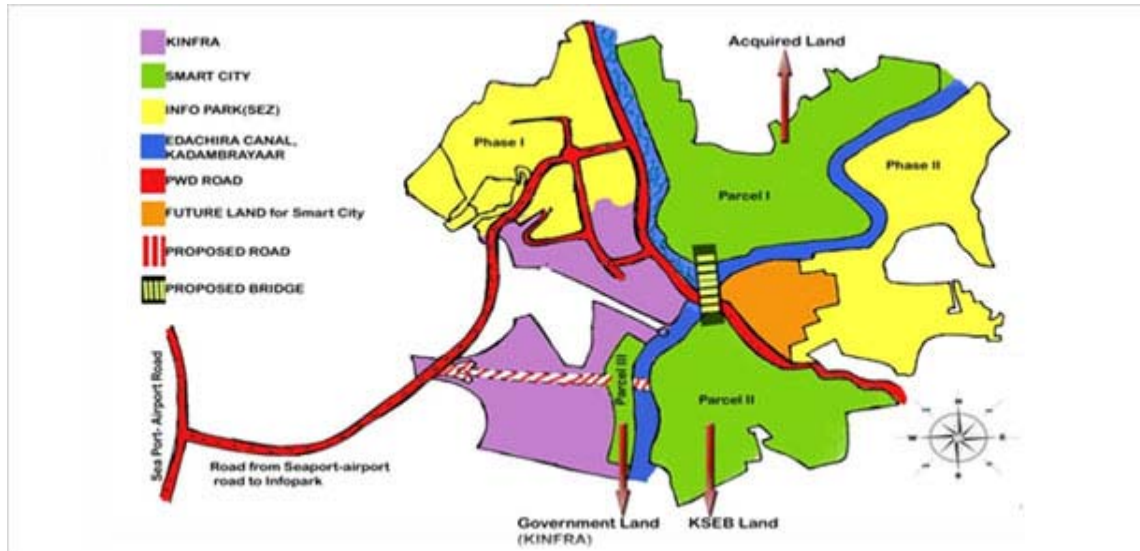 KINFRA
SMART CITY
INFO PARK(SEZ)
EDACHIRA CANAL,
KADAMBRAYAAR
PWD ROAD
FUTURE LAND for Smart City
PROPOSED ROAD
PROPOSED BRIDGE
Acquired Land
Phase I
Phase II
Parcel I
Parcel III
Parcel II
Sea Port- Airport Road
Road from Seaport-airport
road to Infopark
Government Land
(KINFRA)
KSEB Land
N
W
E